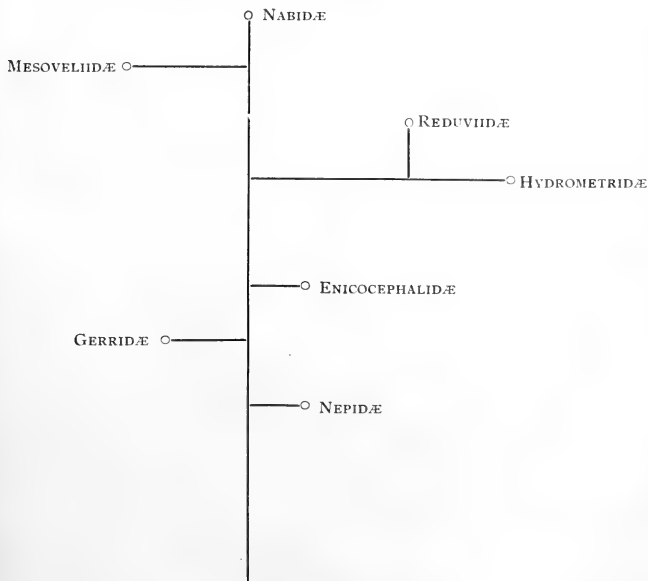 NABIDÆ
MESOVELIIDÆ
REDUVIIDÆ
HYDROMETRIDÆ
ENICOCEPHALIDÆ
GERRIDÆ
NEPIDÆ